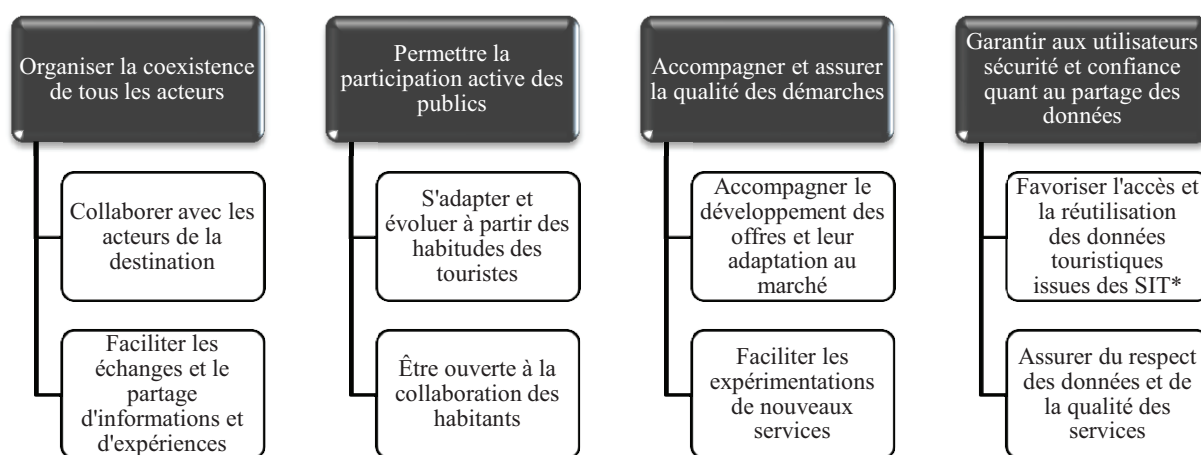 Organiser la coexistence
de tous les acteurs
Collaborer avec les
acteurs de la
destination
Faciliter les
échanges et le
partage
d'informations et
d'expériences
Permettre la
participation active des
publics
S'adapter et
évoluer à partir des
habitudes des
touristes
Être ouverte à la
collaboration des
habitants
Accompagner et assurer
la qualité des démarches
Accompagner le
développement des
offres et leur
adaptation au
marché
Faciliter les
expérimentations
de nouveaux
services
Garantir aux utilisateurs
sécurité et confiance
quant au partage des
données
Favoriser l'accès et
la réutilisation
des données
touristiques
issues des SIT*
Assurer du respect
des données et de
la qualité des
services